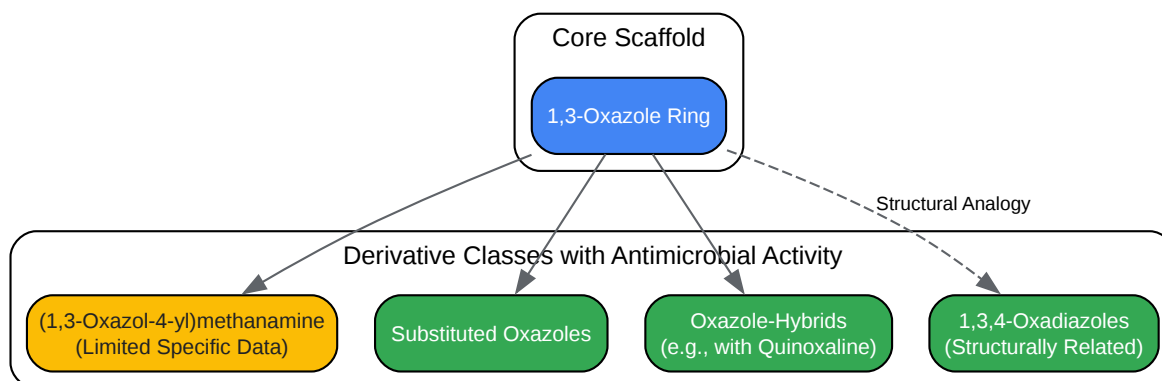 Core Scaffold
1,3-Oxazole Ring
Structural Analogy
Derivative Classes with Antimicrobial Activity
(1,3-Oxazol-4-yl)methanamine
(Limited Specific Data)
Substituted Oxazoles
Oxazole-Hybrids
(e.g., with Quinoxaline)
1,3,4-Oxadiazoles
(Structurally Related)